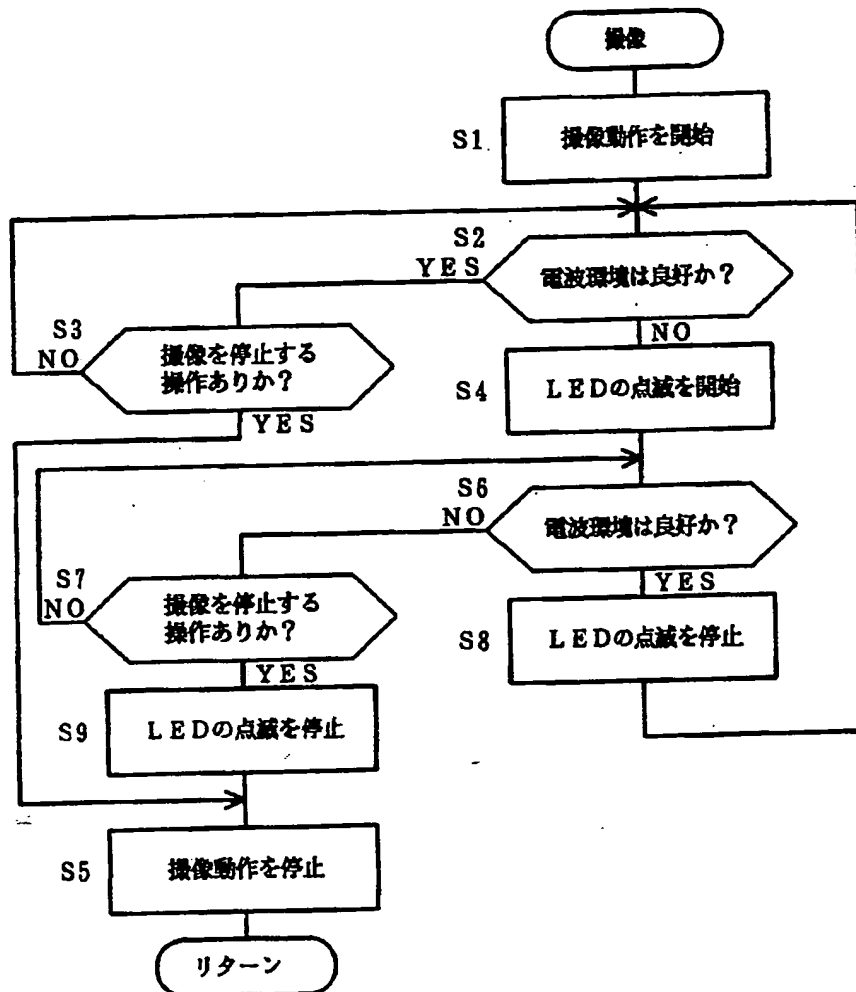 撮像
S1
撮像動作を開始
S2
YES
電波環境は良好か？
S3
NO
撮像を停止する
操作ありか？
NO
S4
LEDの点滅を開始
YES
S6
NO
電波環境は良好か？
S7
NO
撮像を停止する
操作ありか？
YES
S8
LEDの点滅を停止
YES
S9
LEDの点滅を停止
S5
撮像動作を停止
リターン